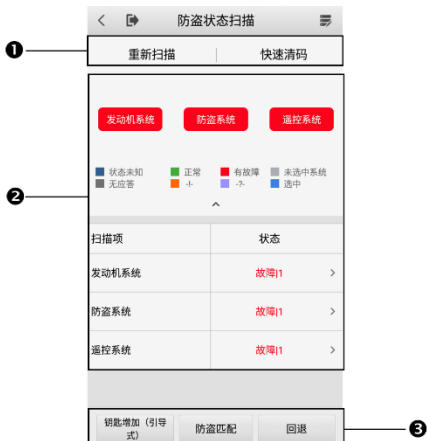 防盗状态扫描
❶
重新扫描 快速清码
发动机系统 防盗系统 遥控系统
状态未知 正常 有故障 未选中系统
无应答 -!- -?- 选中
❷
扫描项 状态
发动机系统 故障|1
防盗系统 故障|1
遥控系统 故障|1
钥匙增加（引导
式） 防盗匹配 回退
❸